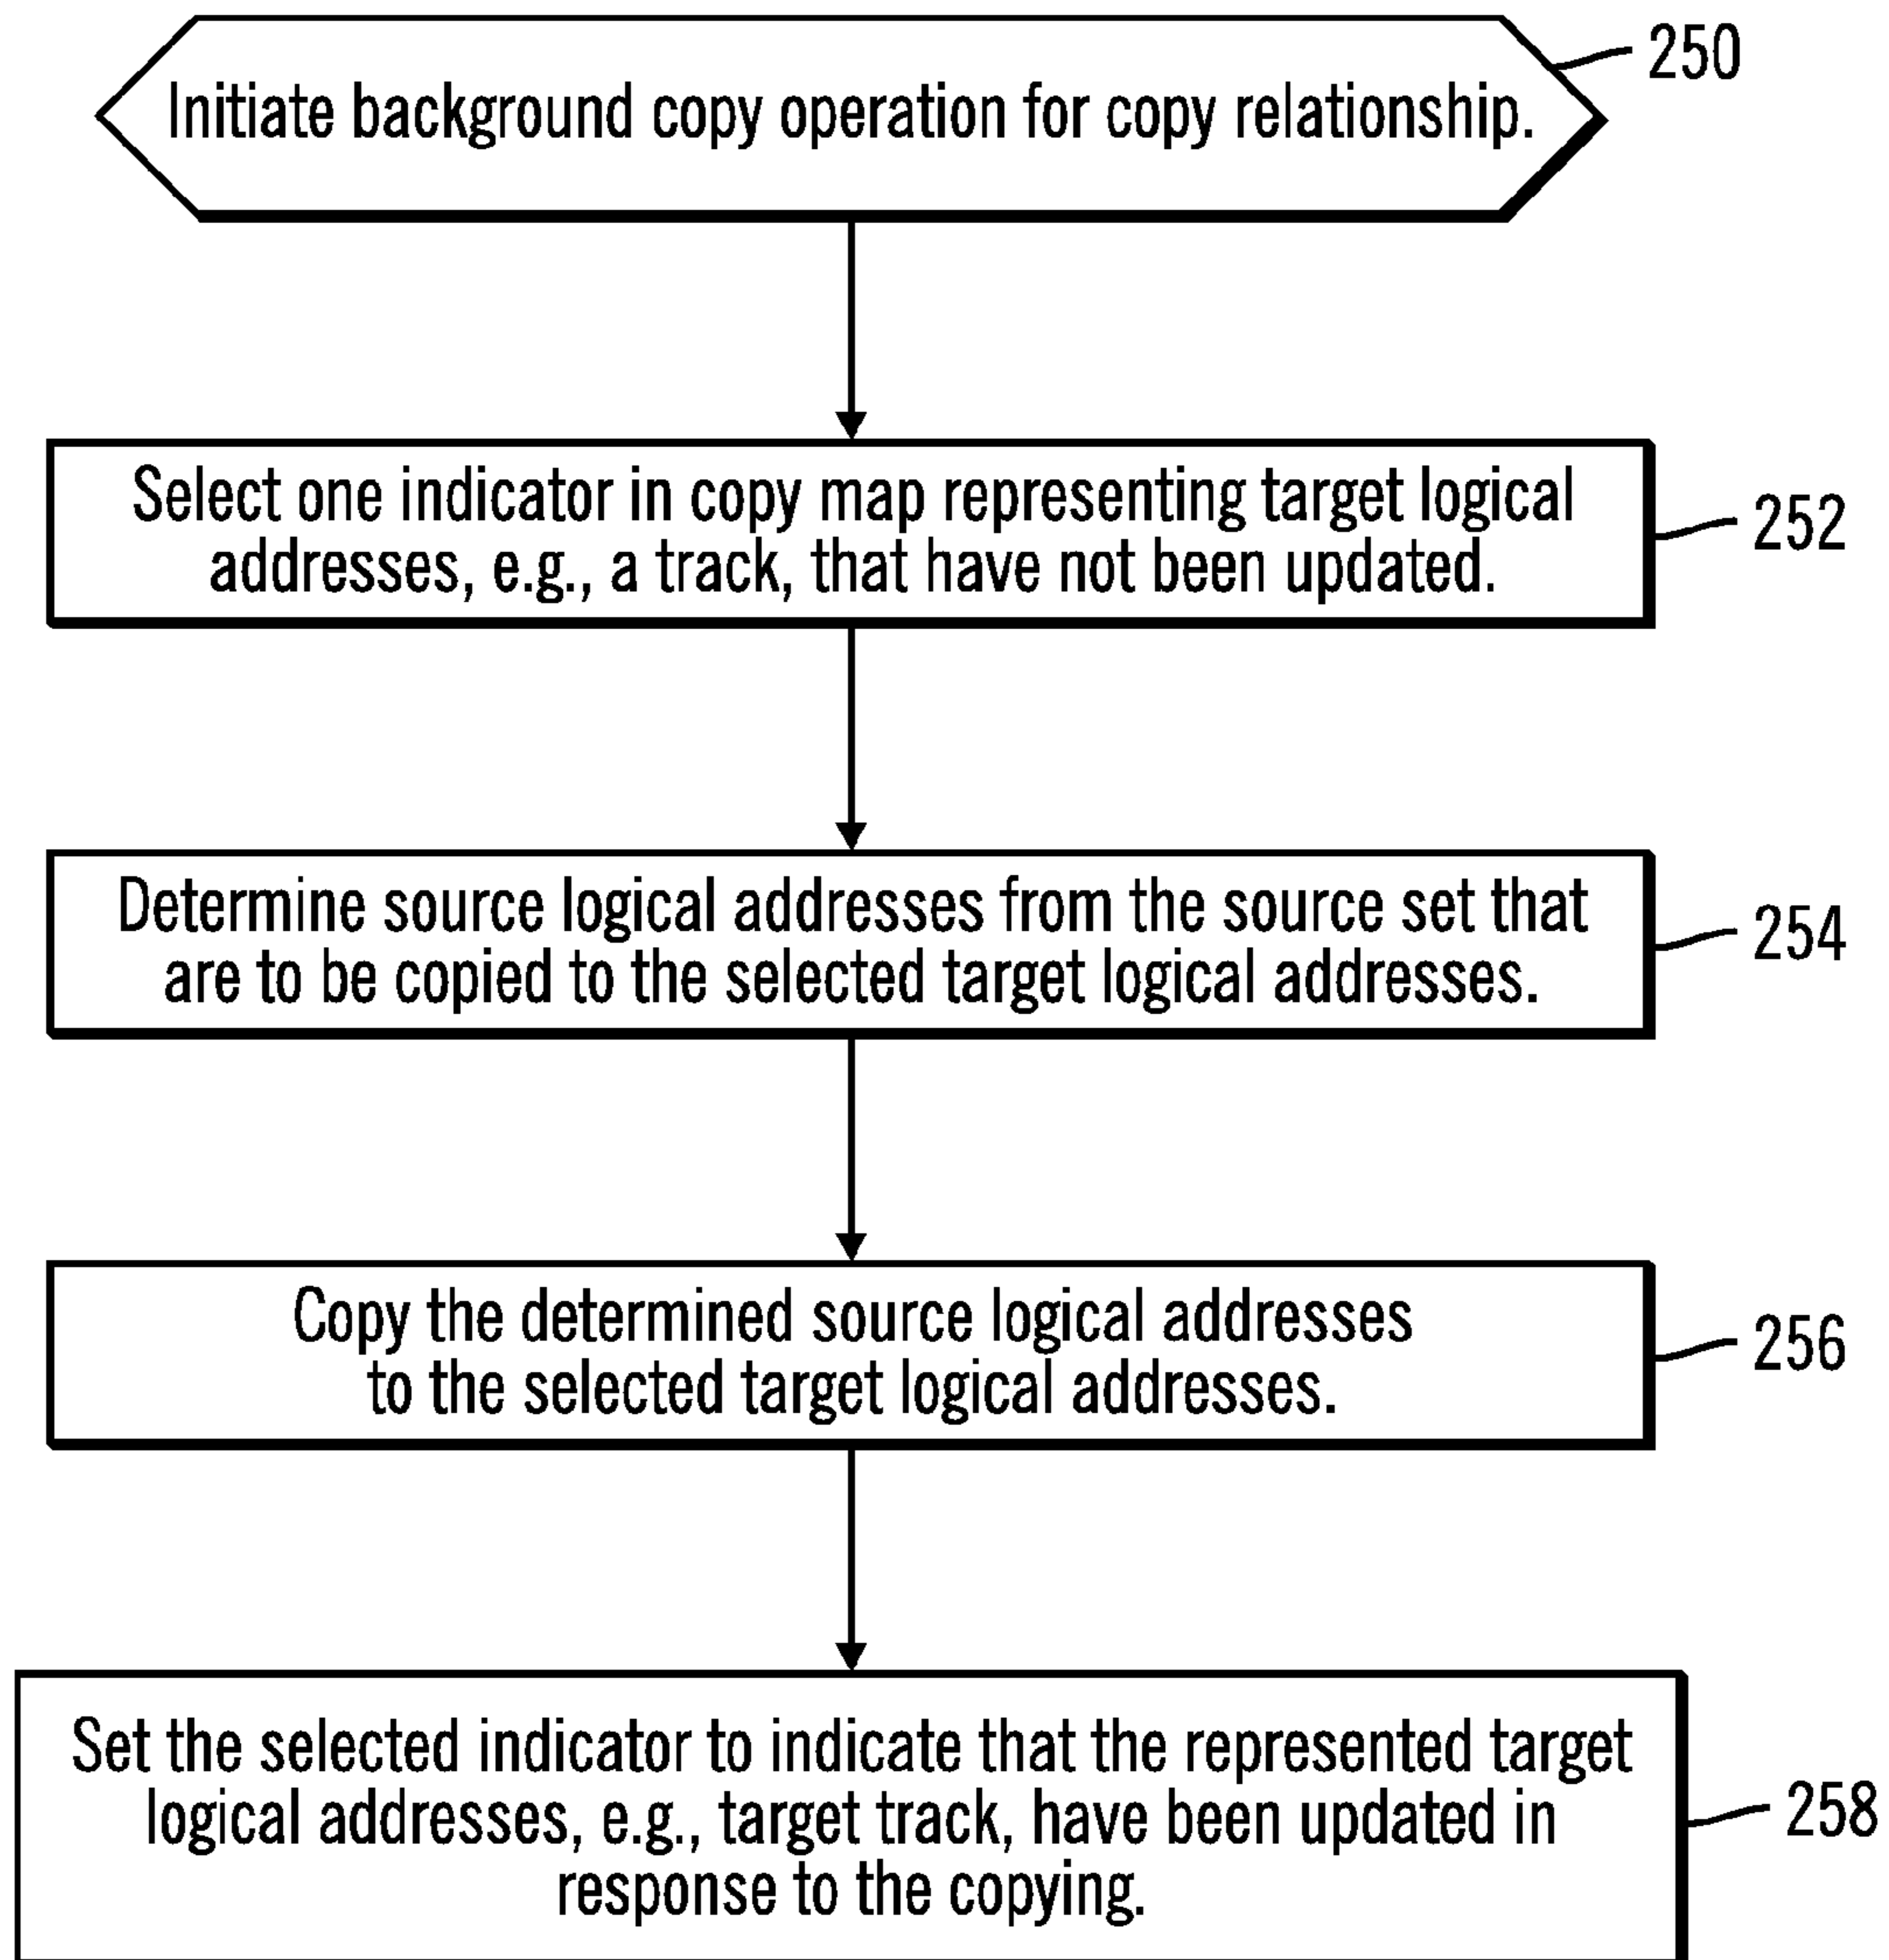 Initiate background copy operation for copy relationship.
250
Select one indicator in copy map representing target logical
addresses, e.g., a track, that have not been updated.
252
Determine source logical addresses from the source set that
are to be copied to the selected target logical addresses.
254
Copy the determined source logical addresses
to the selected target logical addresses.
256
Set the selected indicator to indicate that the represented target
logical addresses, e.g., target track, have been updated in
response to the copying.
258